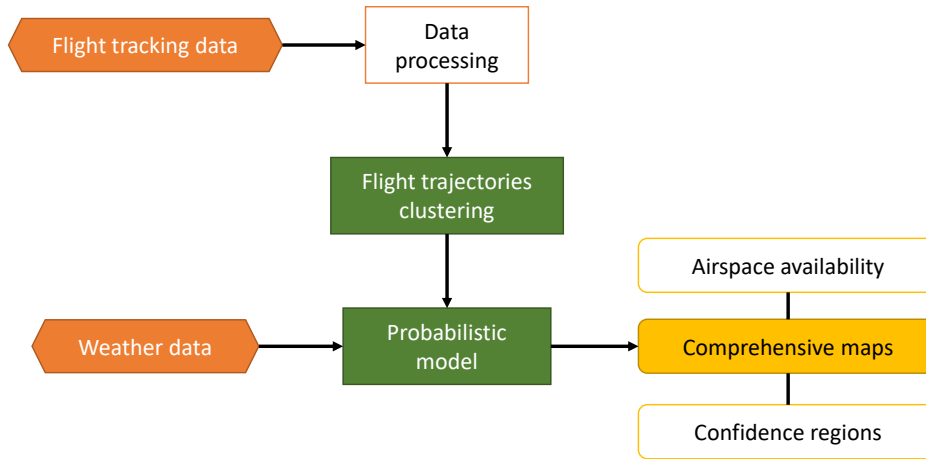 Flight tracking data
Data
processing
Flight trajectories
clustering
Airspace availability
Weather data
Probabilistic
model
Comprehensive maps
Confidence regions